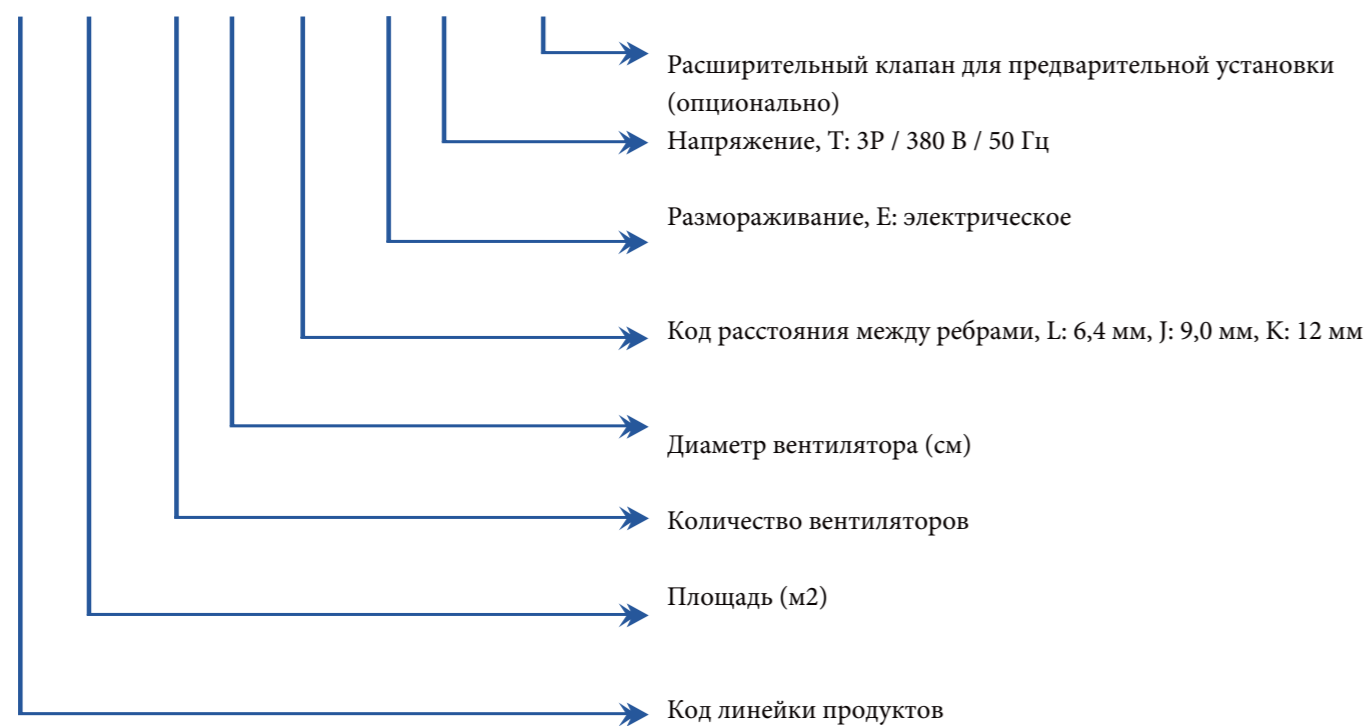 Расширительный клапан для предварительной установки
(опционально)
Напряжение, T: 3P / 380 В / 50 Гц
Размораживание, E: электрическое
Код расстояния между ребрами, L: 6,4 мм, J: 9,0 мм, K: 12 мм
Диаметр вентилятора (см)
Количество вентиляторов
Площадь (м2)
Код линейки продуктов